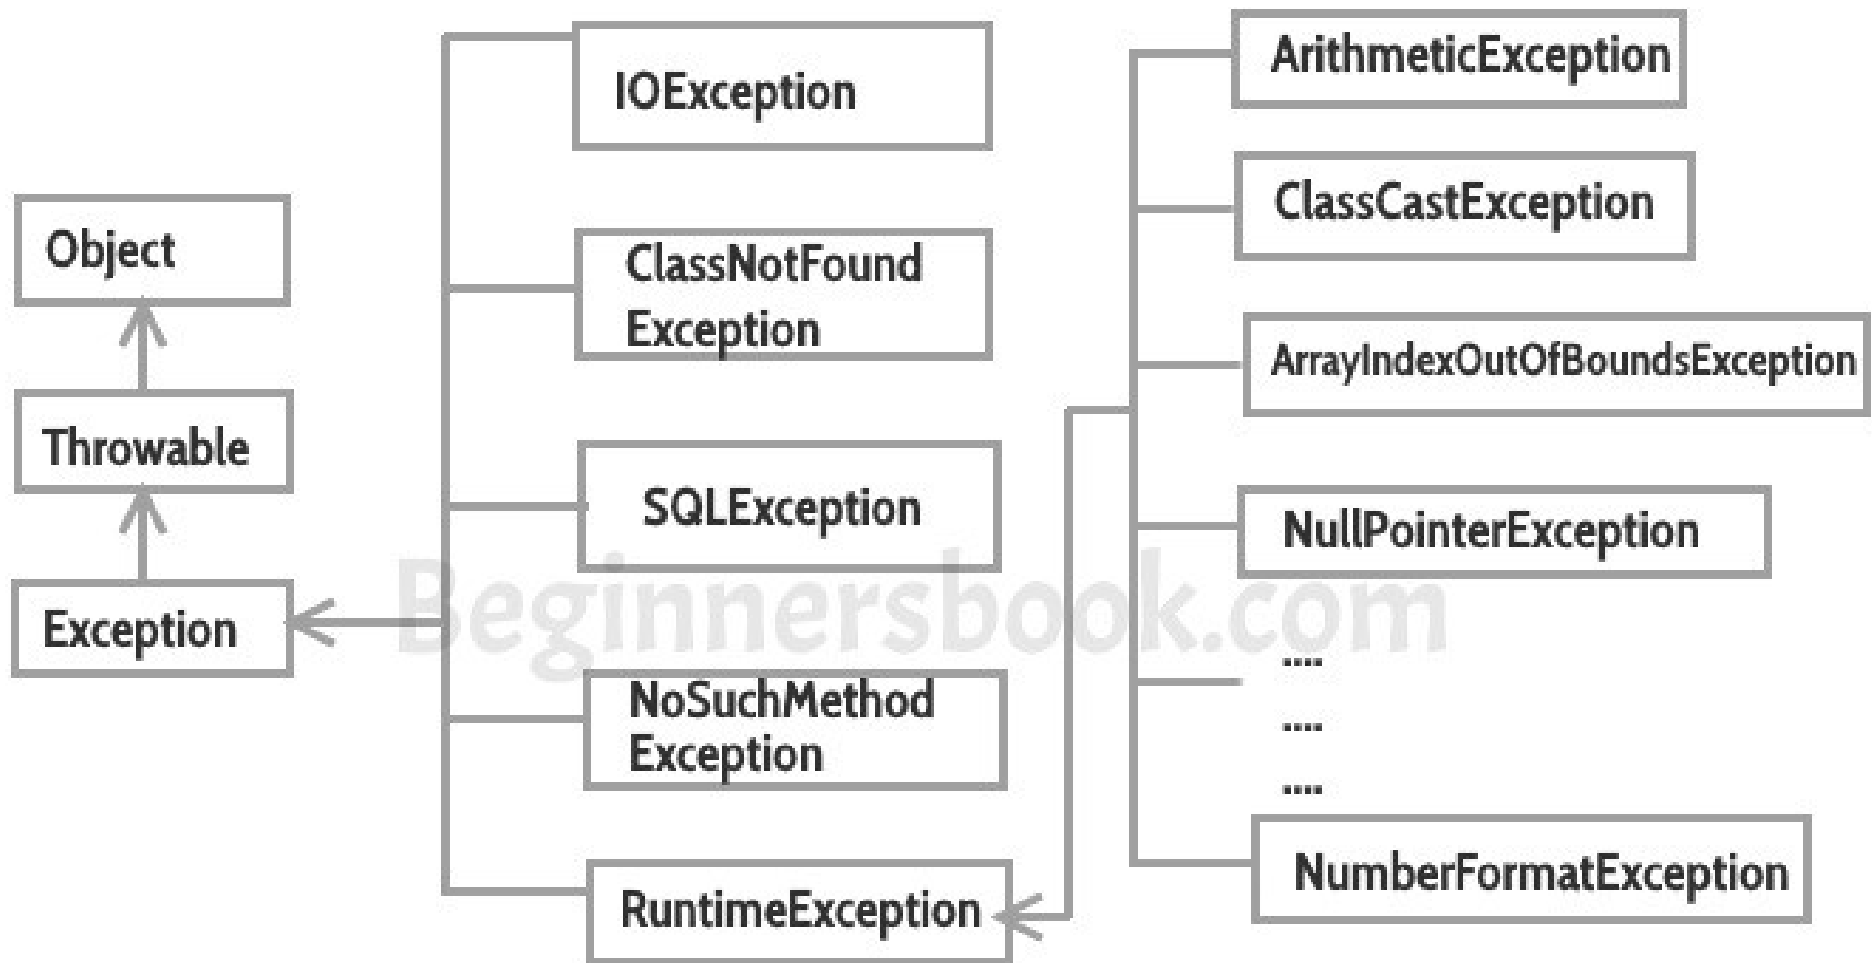 Object
Throwable
Exception
IOException
ClassNotFound
Exception
SQLException
NoSuchMethod
Exception
RuntimeException
ArithmeticException
ClassCastException
ArrayIndexOutOfBoundsException
NullPointerException
....
....
....
NumberFormatException
Beginnersbook.com